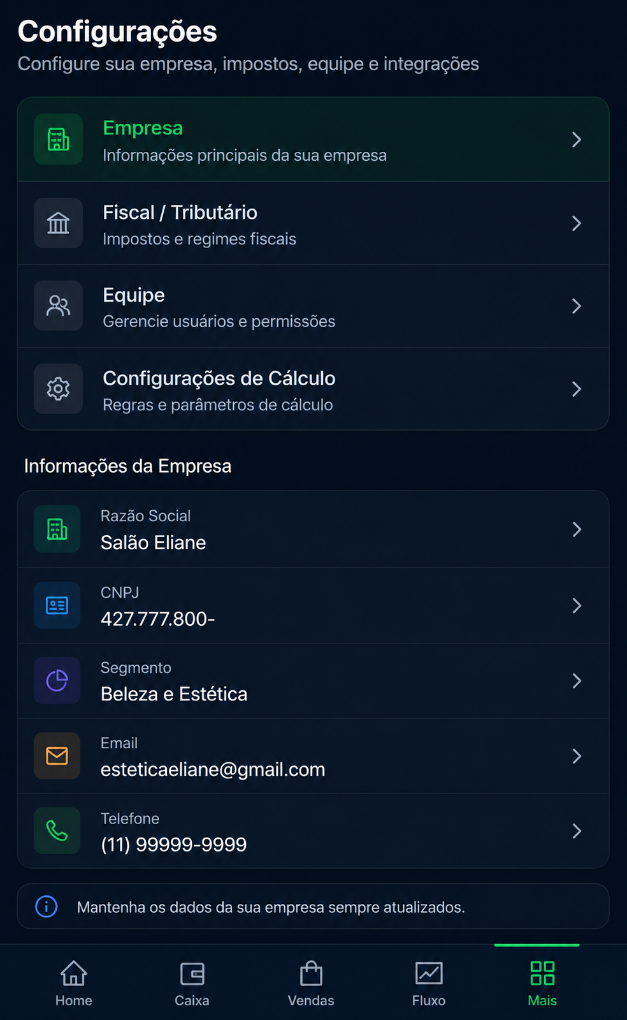 Configurações
Configure sua empresa, impostos, equipe e integrações
Empresa
Informações principais da sua empresa
Fiscal / Tributário
Impostos e regimes fiscais
Equipe
Gerencie usuários e permissões
Configurações de Cálculo
Regras e parâmetros de cálculo
Informações da Empresa
Razão Social
Salão Eliane
CNPJ
427.777.800-
Segmento
Beleza e Estética
Email
esteticaeliane@gmail.com
Telefone
(11) 99999-9999
Mantenha os dados da sua empresa sempre atualizados.
Home
Caixa
Vendas
Fluxo
Mais